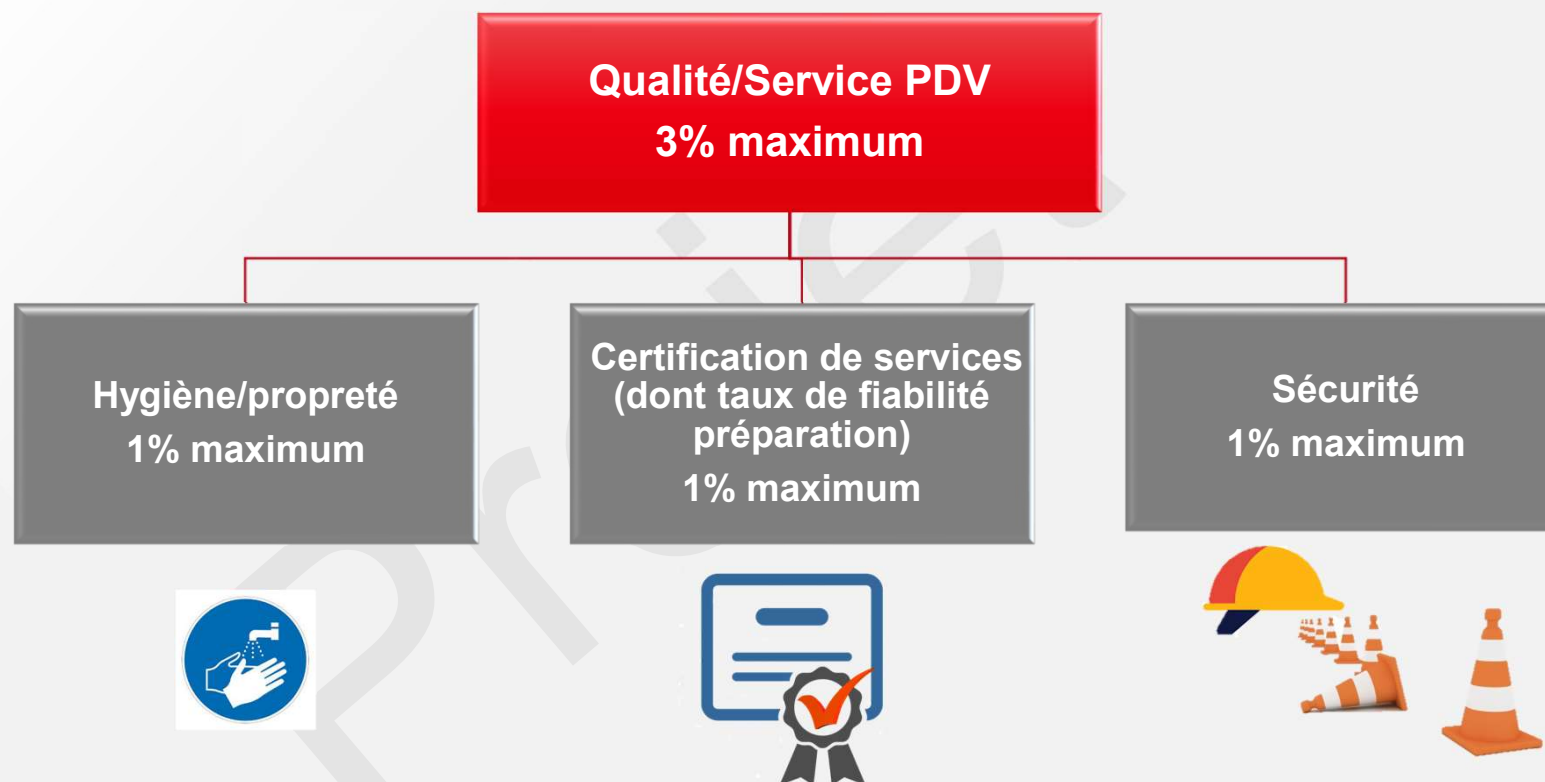 Qualité/Service PDV
3% maximum
Hygiène/propreté
1% maximum
Certification de services
(dont taux de fiabilité
préparation)
1% maximum
Sécurité
1% maximum
Projet